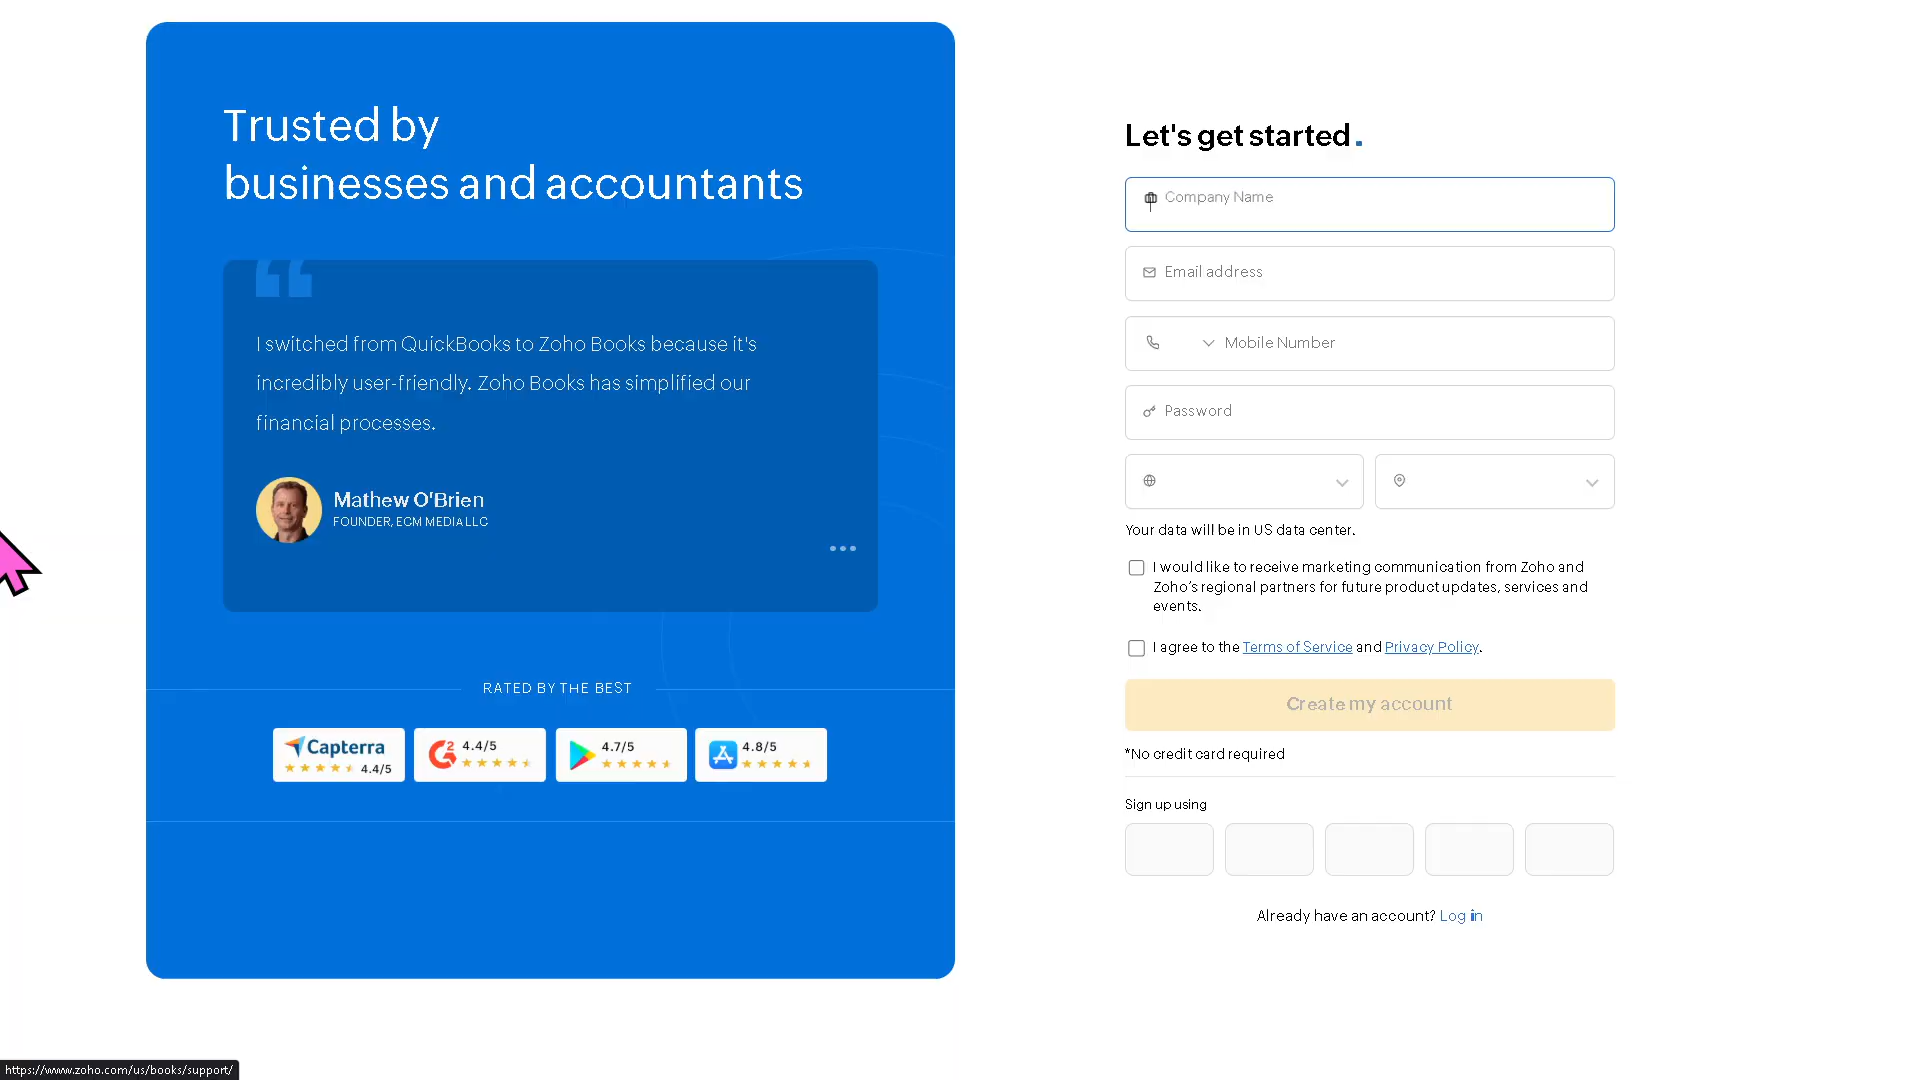 Trusted by
businesses and accountants
I switched from QuickBooks to Zoho Books because it's
incredibly user-friendly. Zoho Books has simplified our
financial processes.
Mathew O'Brien
FOUNDER, ECM MEDIA LLC
RATED BY THE BEST
Capterra
4.4/5
G2
4.4/5
4.7/5
4.8/5
Let's get started.
Company Name
Email address
Mobile Number
Password
Your data will be in US data center.
I would like to receive marketing communication from Zoho and
Zoho's regional partners for future product updates, services and
events.
I agree to the Terms of Service and Privacy Policy.
Create my account
*No credit card required
Sign up using
Already have an account? Log in
https://www.zoho.com/us/books/support/